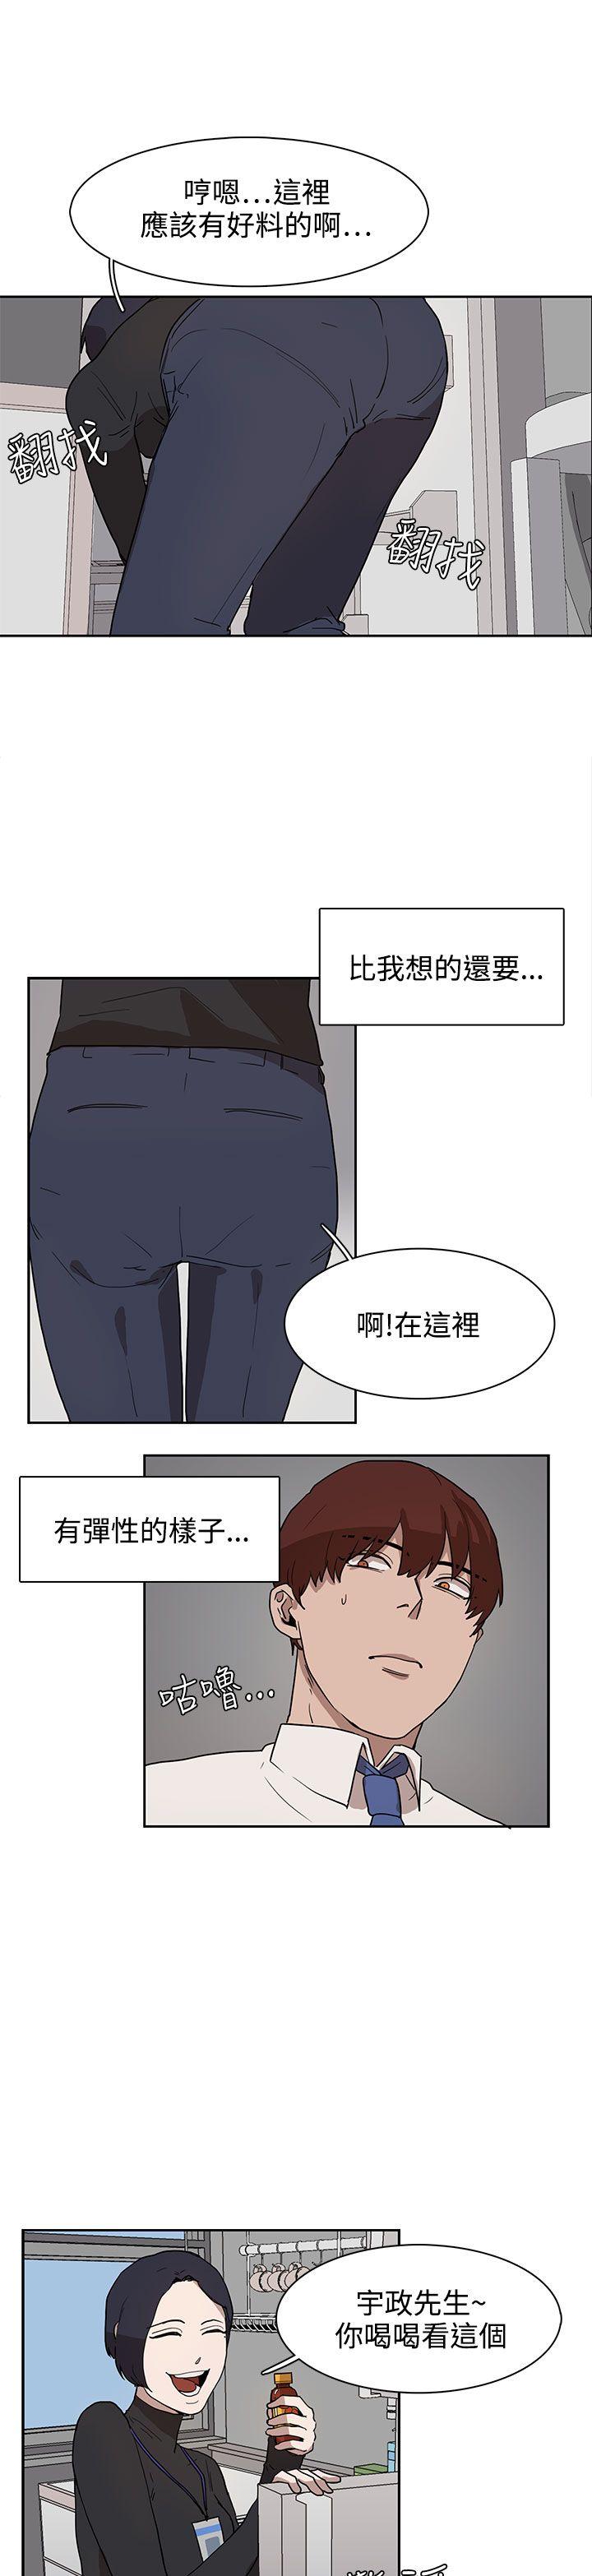 哼嗯...這裡
應該有好料的啊...
翻找
翻找
比我想的還要...
啊!在這裡
有彈性的樣子...
咕嚕...
宇政先生~
你喝喝看這個